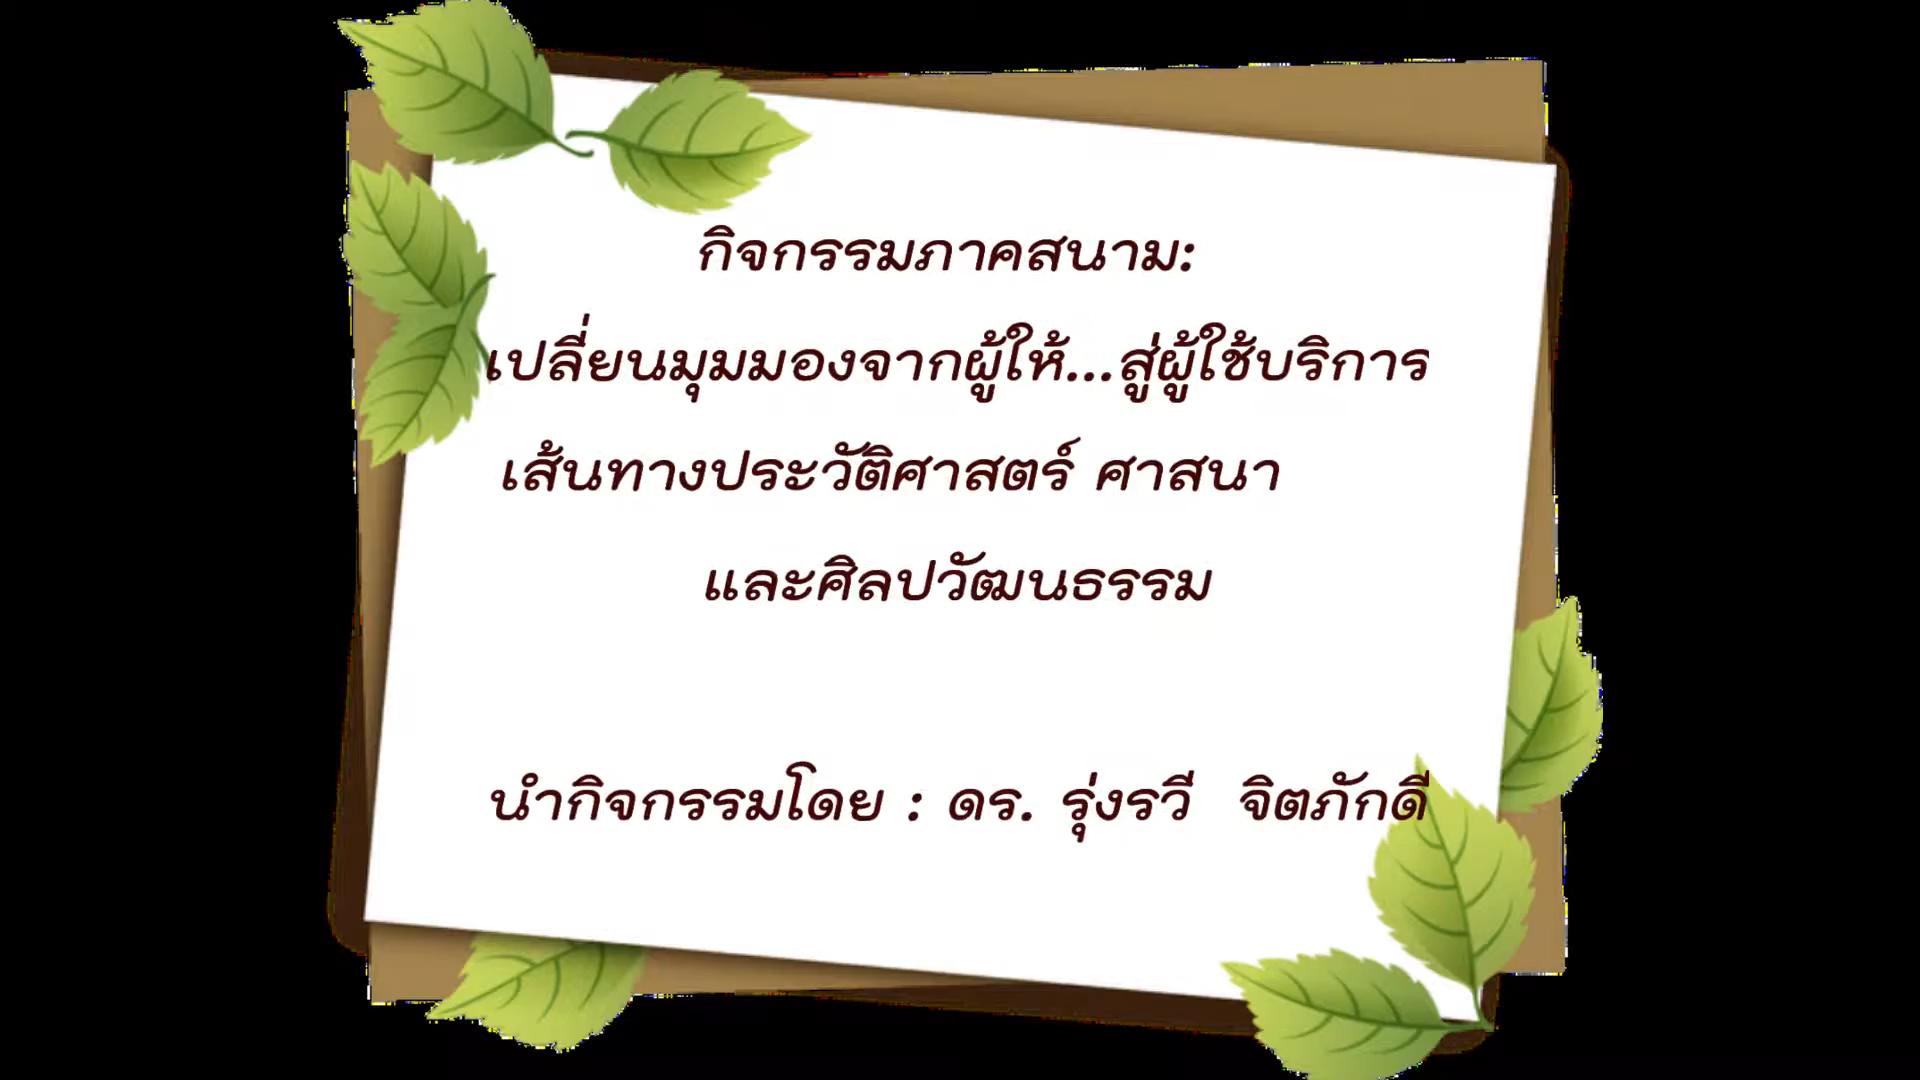 กิจกรรมภาคสนาม:
เปลี่ยนมุมมองจากผู้ให้...สู่ผู้ใช้บริการ
เส้นทางประวัติศาสตร์ ศาสนา
และศิลปวัฒนธรรม
นำกิจกรรมโดย : ดร. รุ่งรวี จิตภักดี